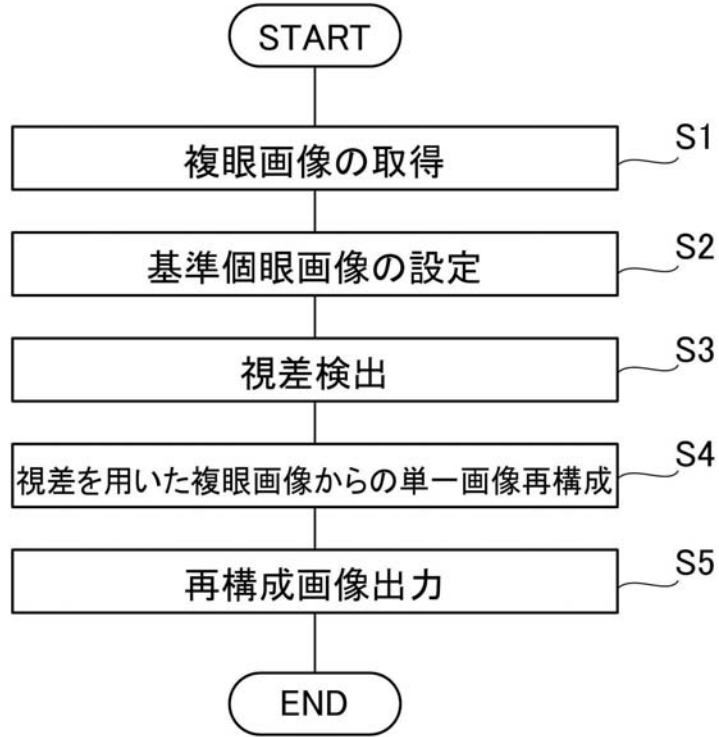 START
複眼画像の取得
S1
基準個眼画像の設定
S2
視差検出
S3
視差を用いた複眼画像からの単一画像再構成
S4
再構成画像出力
S5
END